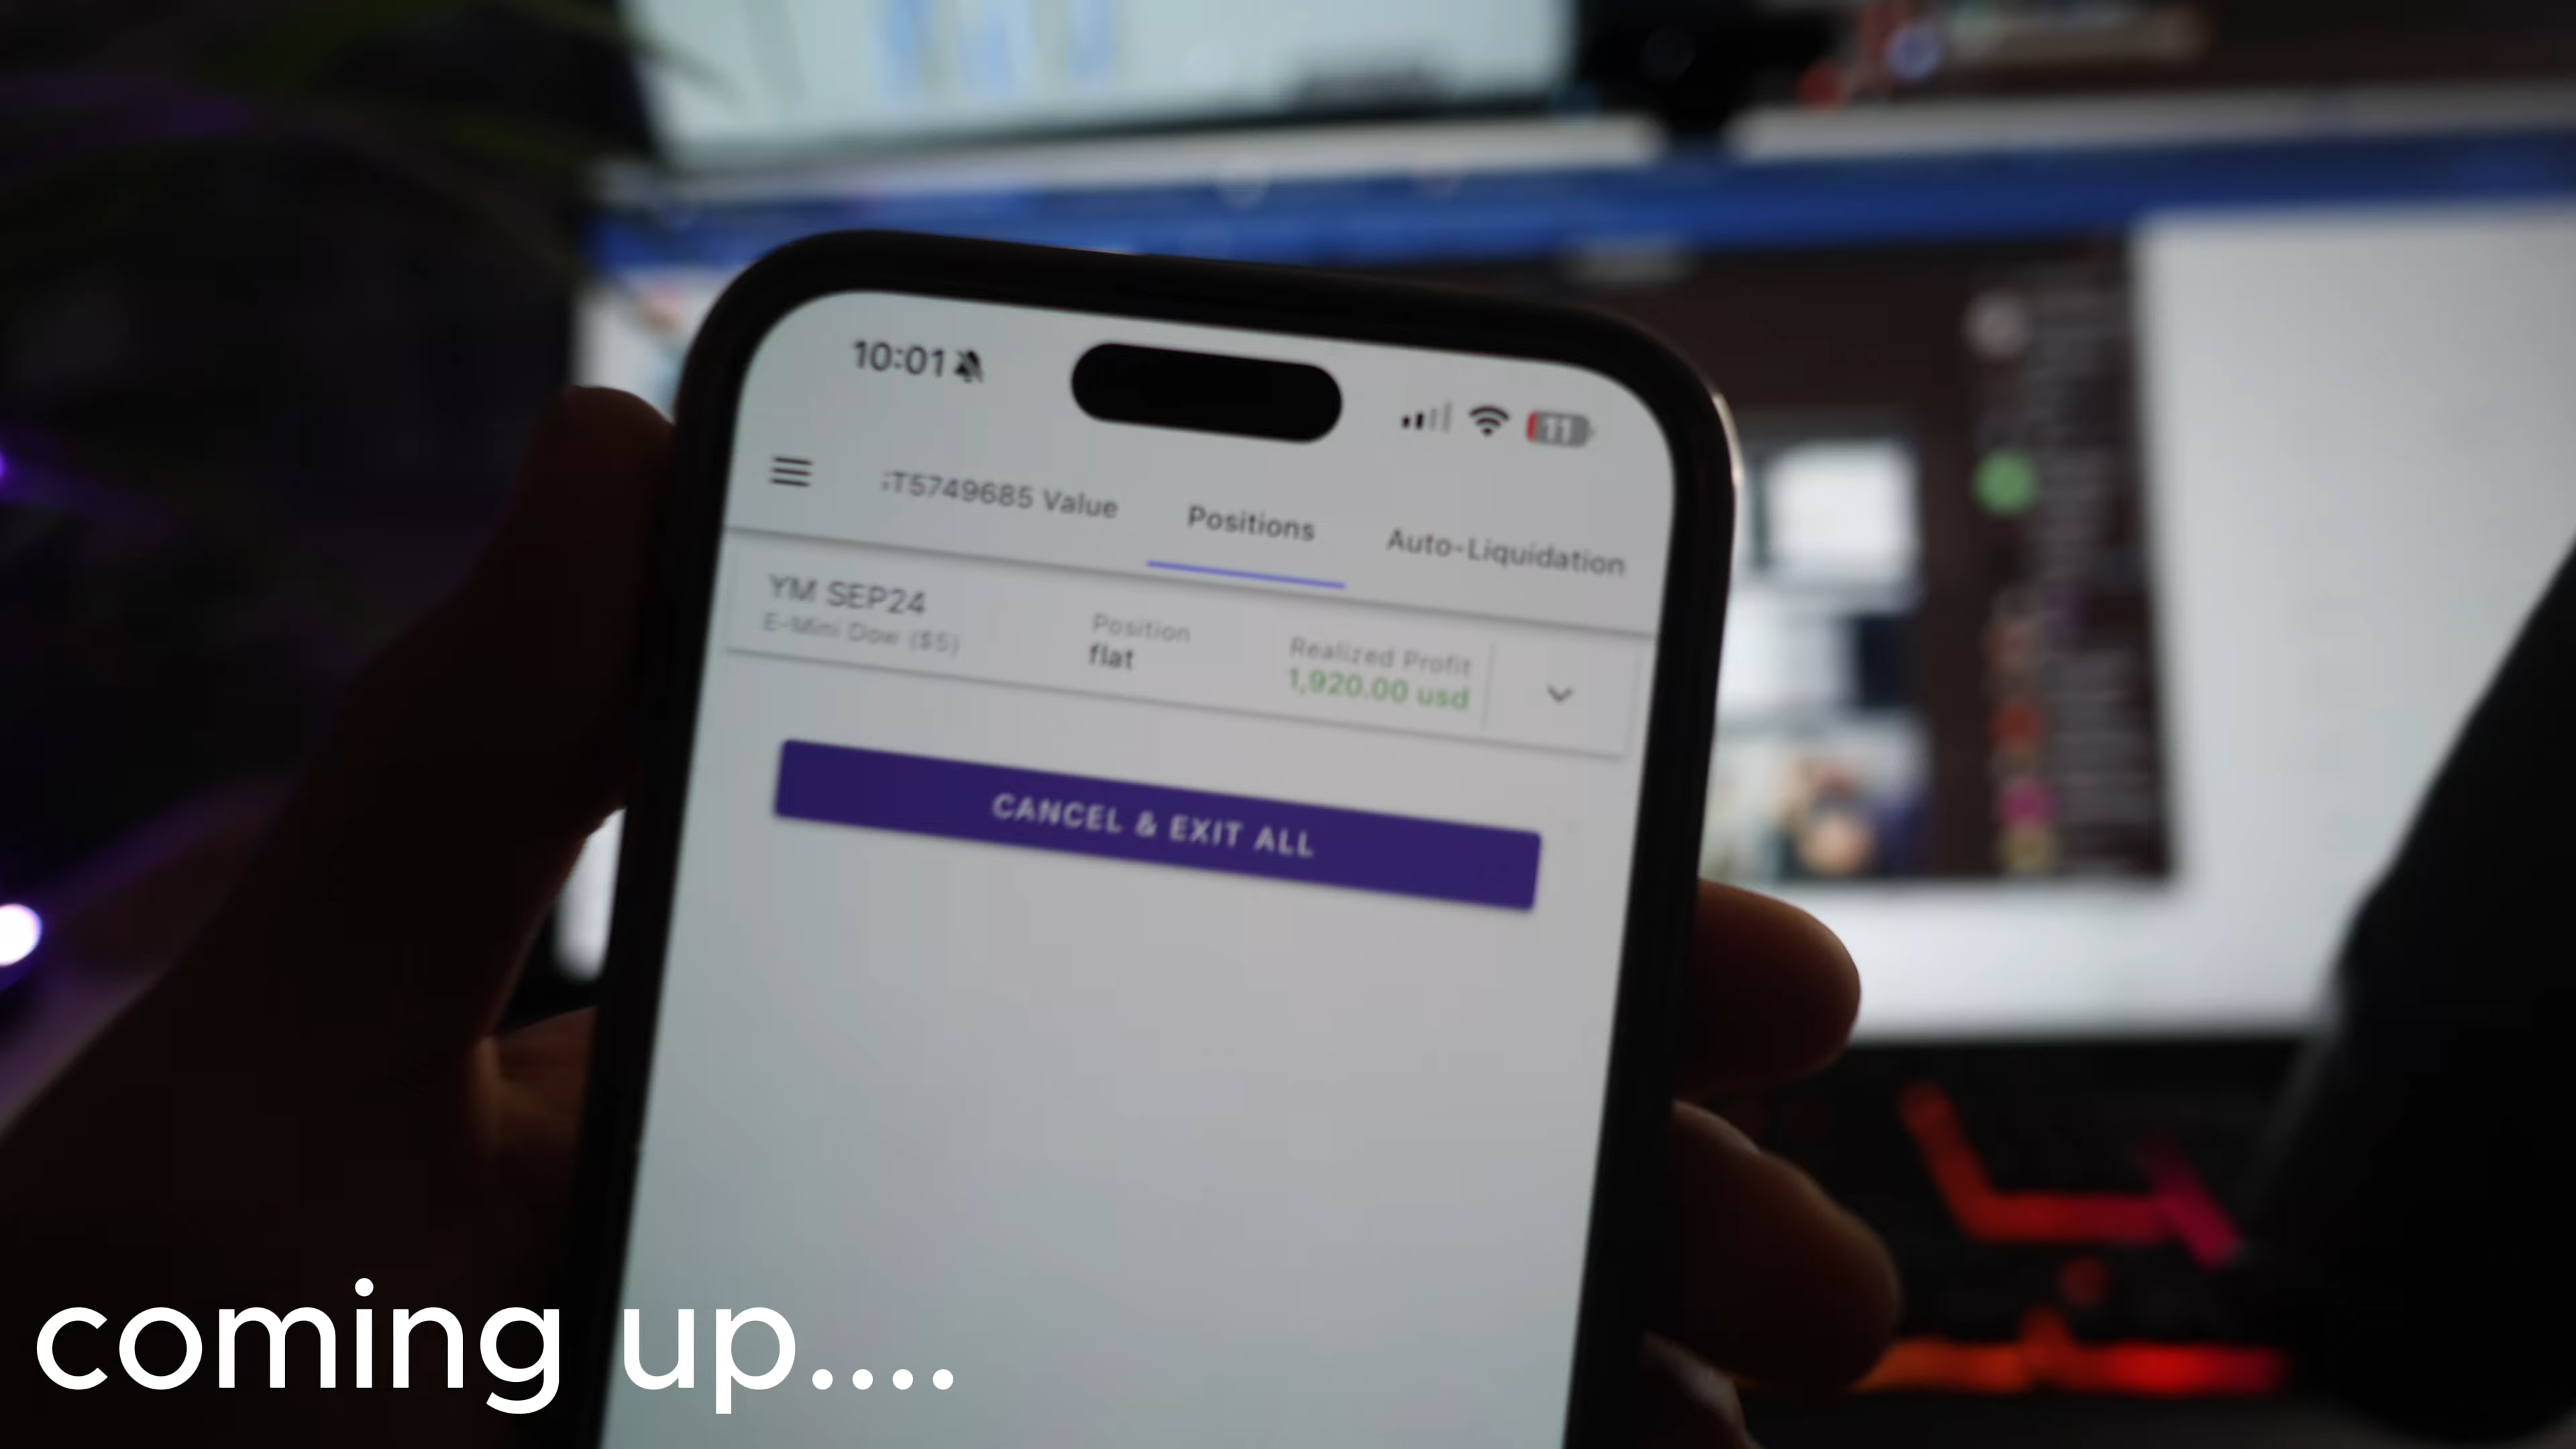 10:01
11
:T5749685 Value
Positions
Auto-Liquidation
YM SEP24
E-Mini Dow ($5)
Position
flat
Realized Profit
1,920.00 usd
CANCEL & EXIT ALL
coming up....